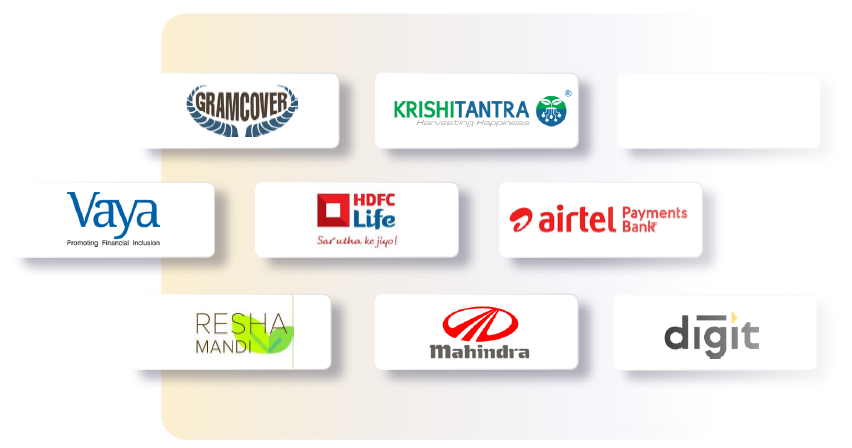 GRAMCOVER
KRISHITANTRA ®
Harvesting Happiness
Vaya
Promoting Financial Inclusion
HDFC
Life
Sar utha ke jiyo!
airtel Payments
Bank
RESHA
MANDI
Mahindra
digit